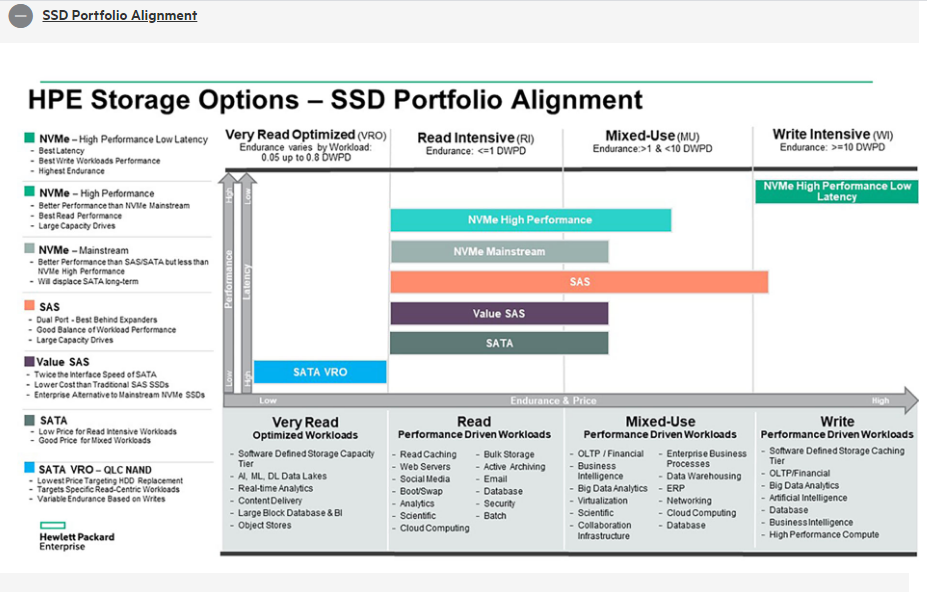 SSD Portfolio Alignment
HPE Storage Options – SSD Portfolio Alignment
NVMe – High Performance Low Latency
- Best Latency
- Best Write Workloads Performance
- Highest Endurance
NVMe – High Performance
- Better Performance than NVMe Mainstream
- Best Read Performance
- Large Capacity Drives
NVMe – Mainstream
- Better Performance than SAS/SATA but less than
NVMe High Performance
- Will displace SATA long-term
SAS
- Dual Port - Best Behind Expanders
- Good Balance of Workload Performance
- Large Capacity Drives
Value SAS
- Twice the Interface Speed of SATA
- Lower Cost than Traditional SAS SSDs
- Enterprise Alternative to Mainstream NVMe SSDs
SATA
- Low Price for Read Intensive Workloads
- Good Price for Mixed Workloads
SATA VRO – QLC NAND
- Lowest Price Targeting HDD Replacement
- Targets Specific Read-Centric Workloads
- Variable Endurance Based on Writes
Hewlett Packard
Enterprise
Very Read Optimized (VRO)
Endurance varies by Workload:
0.05 up to 0.8 DWPD
Read Intensive (RI)
Endurance: <=1 DWPD
Mixed-Use (MU)
Endurance:>1 & <10 DWPD
Write Intensive (WI)
Endurance: >=10 DWPD
High
Performance
Low
Low
Latency
High
NVMe High Performance Low
Latency
NVMe High Performance
NVMe Mainstream
SAS
Value SAS
SATA
SATA VRO
Low
Endurance & Price
High
Very Read
Optimized Workloads
- Software Defined Storage Capacity
Tier
- AI, ML, DL Data Lakes
- Real-time Analytics
- Content Delivery
- Large Block Database & BI
- Object Stores
Read
Performance Driven Workloads
- Read Caching
- Web Servers
- Social Media
- Boot/Swap
- Analytics
- Scientific
- Cloud Computing
- Bulk Storage
- Active Archiving
- Email
- Database
- Security
- Batch
Mixed-Use
Performance Driven Workloads
- OLTP / Financial
- Business
Intelligence
- Big Data Analytics
- Virtualization
- Scientific
- Collaboration
Infrastructure
- Enterprise Business
Processes
- Data Warehousing
- ERP
- Networking
- Cloud Computing
- Database
Write
Performance Driven Workloads
- Software Defined Storage Caching
Tier
- OLTP/Financial
- Big Data Analytics
- Artificial Intelligence
- Database
- Business Intelligence
- High Performance Compute